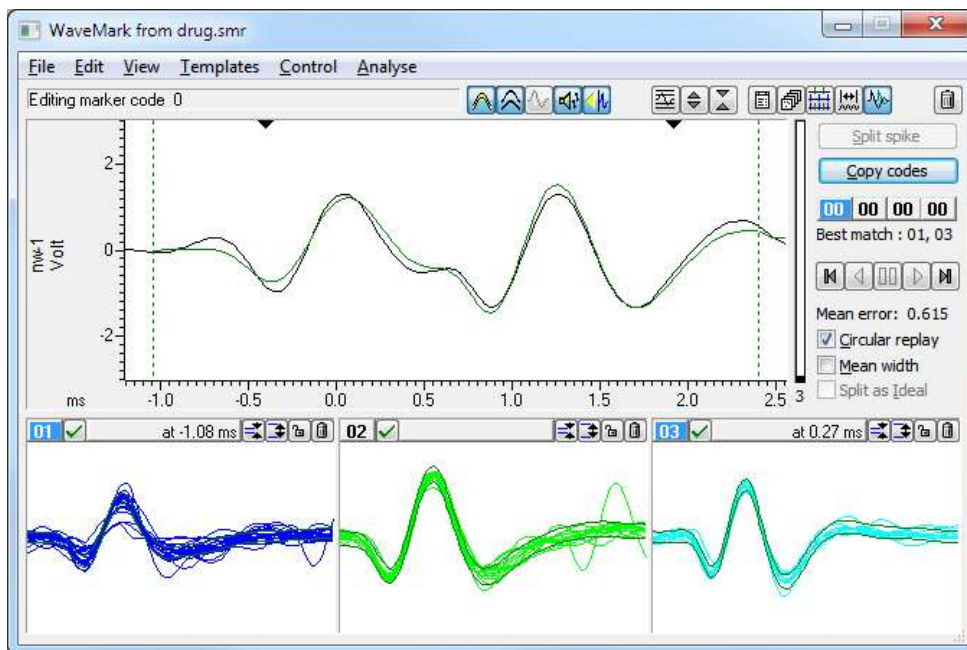 WaveMark from drug.smr
File Edit View Templates Control Analyse
Editing marker code 0
Split spike
Copy codes
00 00 00 00
Best match : 01, 03
Mean error: 0.615
Circular replay
Mean width
Split as Ideal
nw-1
Volt
2
0
-2
ms -1.0 -0.5 0.0 0.5 1.0 1.5 2.0 2.5 3
01 at -1.08 ms
02
03 at 0.27 ms